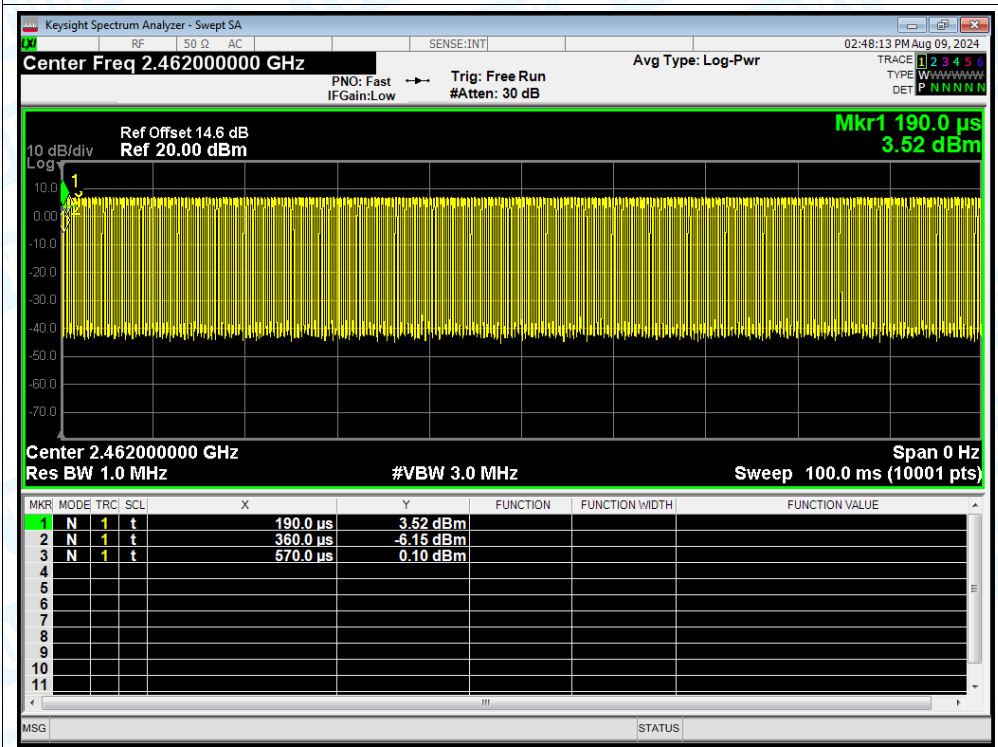 Keysight Spectrum Analyzer - Swept SA
LXI RF 50 Ω AC SENSE:INT 02:48:13 PM Aug 09, 2024
Center Freq 2.462000000 GHz Avg Type: Log-Pwr TRACE 1 2 3 4 5 6
PNO: Fast Trig: Free Run TYPE WWWWWW
IFGain:Low #Atten: 30 dB DET P N N N N N
Ref Offset 14.6 dB Mkr1 190.0 µs
10 dB/div Ref 20.00 dBm 3.52 dBm
Log
1
10.0
3
0.00
2
-10.0
-20.0
-30.0
-40.0
-50.0
-60.0
-70.0
Center 2.462000000 GHz Span 0 Hz
Res BW 1.0 MHz #VBW 3.0 MHz Sweep 100.0 ms (10001 pts)
MKR MODE TRC SCL X Y FUNCTION FUNCTION WIDTH FUNCTION VALUE
1 N 1 t 190.0 µs 3.52 dBm
2 N 1 t 360.0 µs -6.15 dBm
3 N 1 t 570.0 µs 0.10 dBm
4
5
6
7
8
9
10
11
MSG STATUS